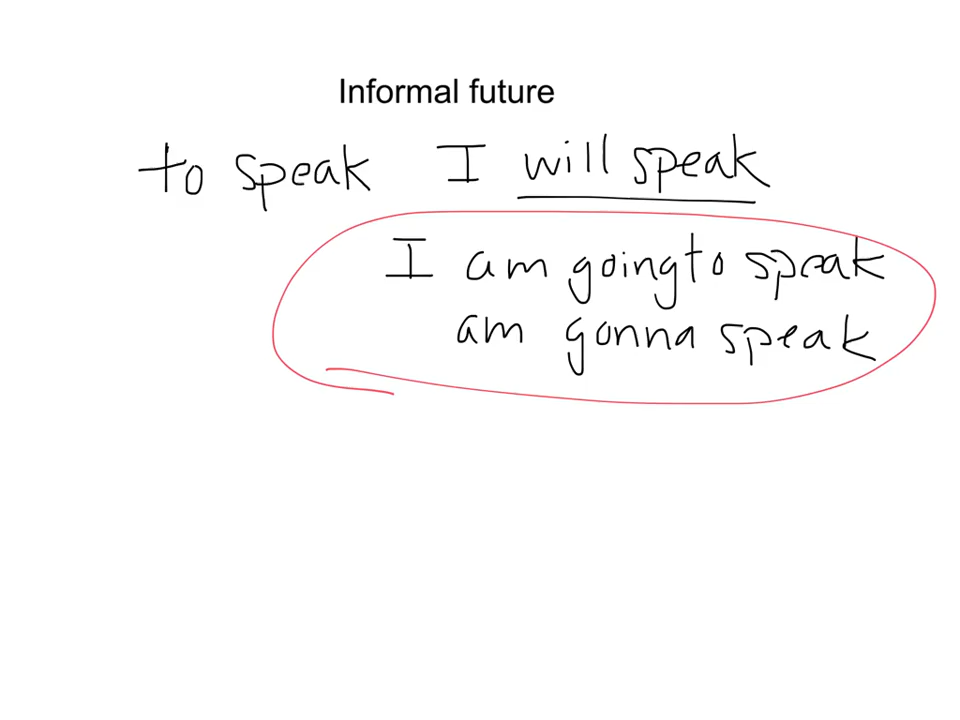 Informal future
to speak I will speak
I am going to speak
am gonna speak